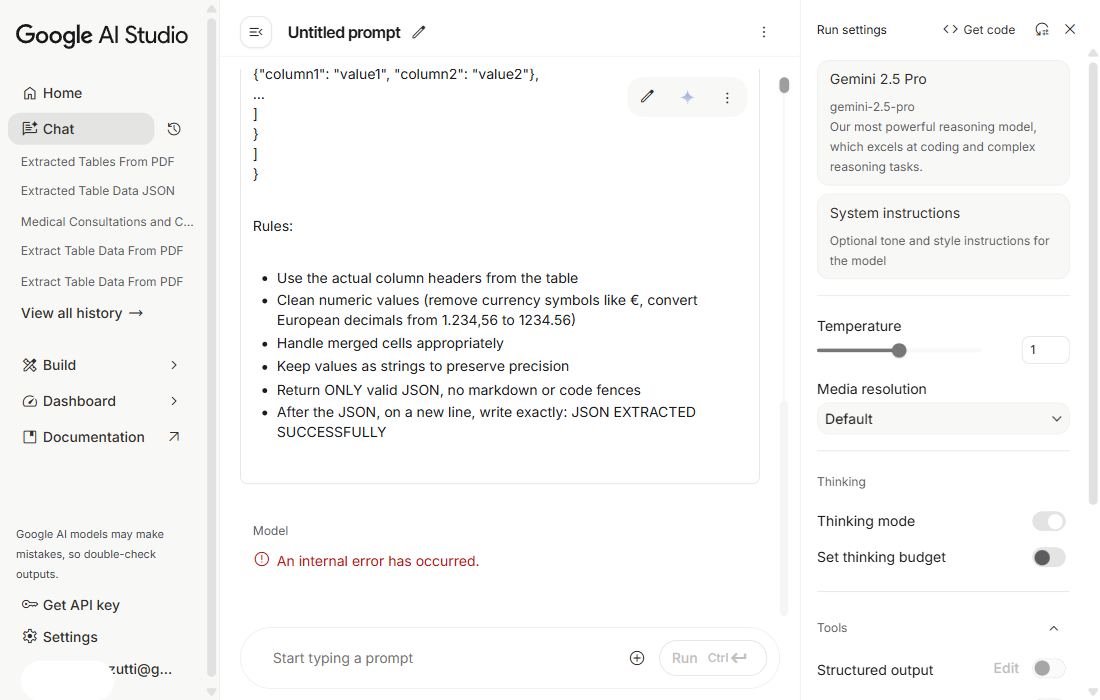 Google AI Studio
Home
Chat
Extracted Tables From PDF
Extracted Table Data JSON
Medical Consultations and C...
Extract Table Data From PDF
Extract Table Data From PDF
View all history →
Build
Dashboard
Documentation
Google AI models may make
mistakes, so double-check
outputs.
Get API key
Settings
zutti@g...
Untitled prompt
{"column1": "value1", "column2": "value2"},
...
]
}
]
}
Rules:
• Use the actual column headers from the table
• Clean numeric values (remove currency symbols like €, convert
European decimals from 1.234,56 to 1234.56)
• Handle merged cells appropriately
• Keep values as strings to preserve precision
• Return ONLY valid JSON, no markdown or code fences
• After the JSON, on a new line, write exactly: JSON EXTRACTED
SUCCESSFULLY
Model
An internal error has occurred.
Start typing a prompt
Run Ctrl
Run settings
<> Get code
Gemini 2.5 Pro
gemini-2.5-pro
Our most powerful reasoning model,
which excels at coding and complex
reasoning tasks.
System instructions
Optional tone and style instructions for
the model
Temperature
1
Media resolution
Default
Thinking
Thinking mode
Set thinking budget
Tools
Structured output Edit